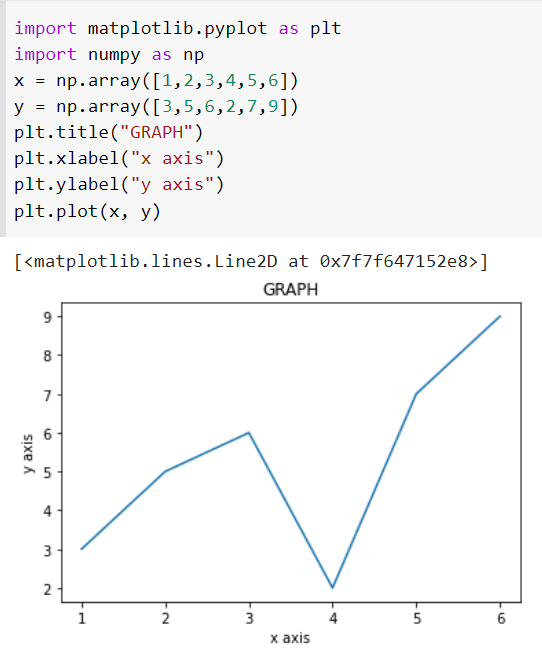 import matplotlib.pyplot as plt
import numpy as np
x = np.array([1,2,3,4,5,6])
y = np.array([3,5,6,2,7,9])
plt.title("GRAPH")
plt.xlabel("x axis")
plt.ylabel("y axis")
plt.plot(x, y)
[<matplotlib.lines.Line2D at 0x7f7f647152e8>]
GRAPH
9
8
7
6
5
4
3
2
y axis
1 2 3 4 5 6
x axis